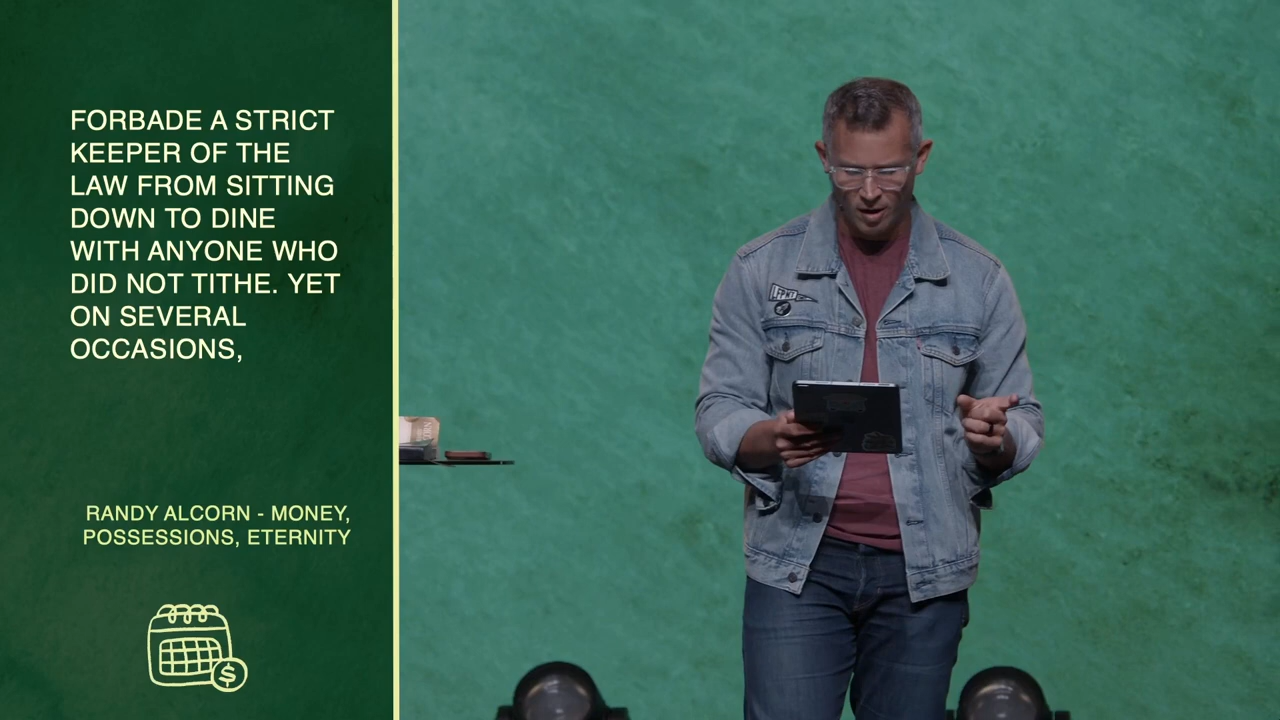 FORBADE A STRICT
KEEPER OF THE
LAW FROM SITTING
DOWN TO DINE
WITH ANYONE WHO
DID NOT TITHE. YET
ON SEVERAL
OCCASIONS,
RANDY ALCORN - MONEY,
POSSESSIONS, ETERNITY
$